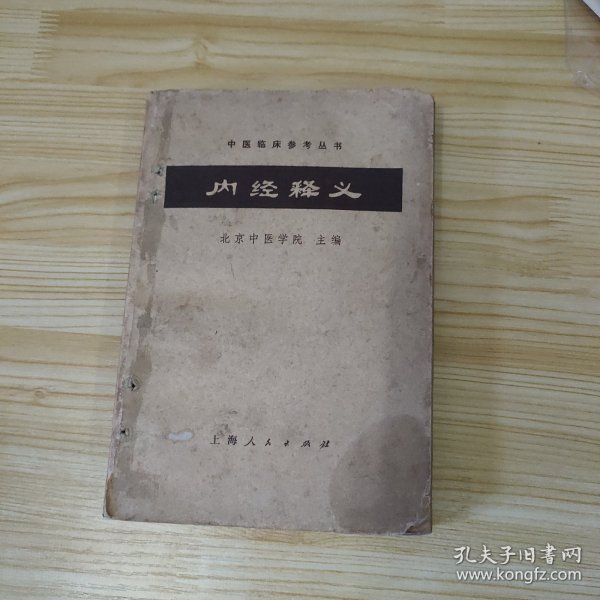 中医临床参考丛书
内经释义
北京中医学院 主编
上海人民出版社
孔夫子旧书网
www.kongfz.com